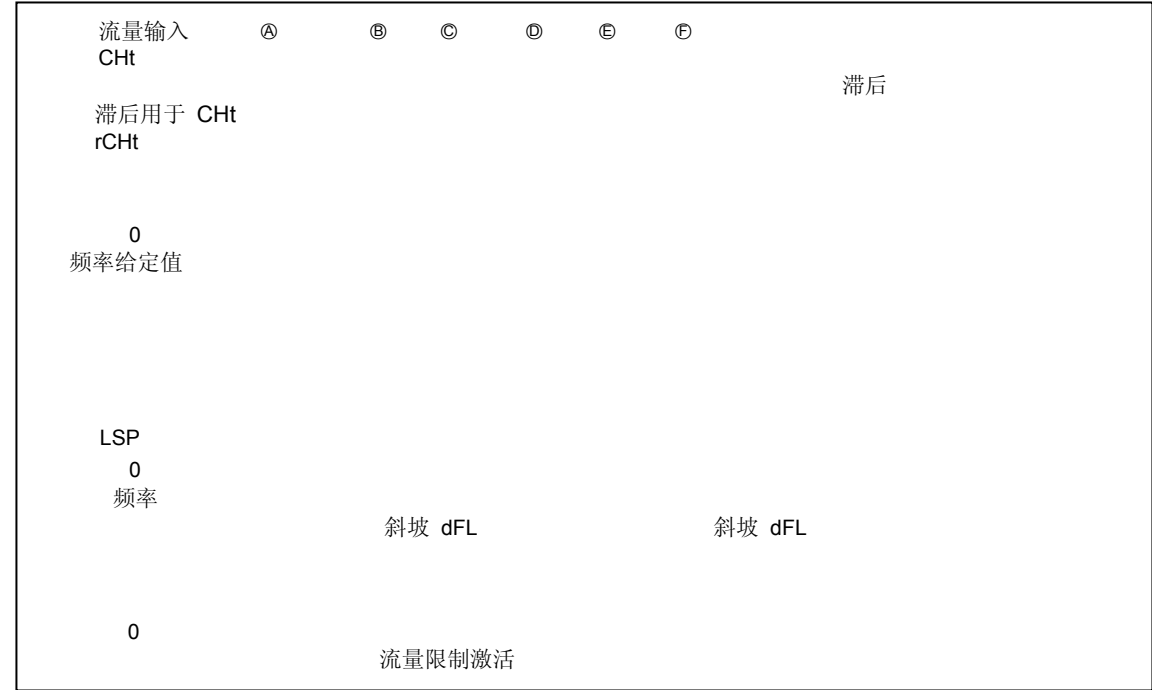 流量输入 Ⓐ Ⓑ Ⓒ Ⓓ Ⓔ Ⓕ
CHt
滞后
滞后用于 CHt
rCHt
0
频率给定值
LSP
0
频率
斜坡 dFL 斜坡 dFL
0
流量限制激活